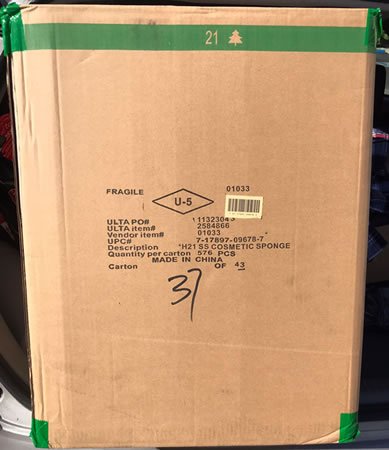 21
FRAGILE 01033
U-5
ULTA PO# 11323043
ULTA item# 2584866
Vendor item# 01033
UPC# 7-17897-09678-7
Description "H21 SS COSMETIC SPONGE
Quantity per carton 576 PCS
MADE IN CHINA
Carton OF 43
37